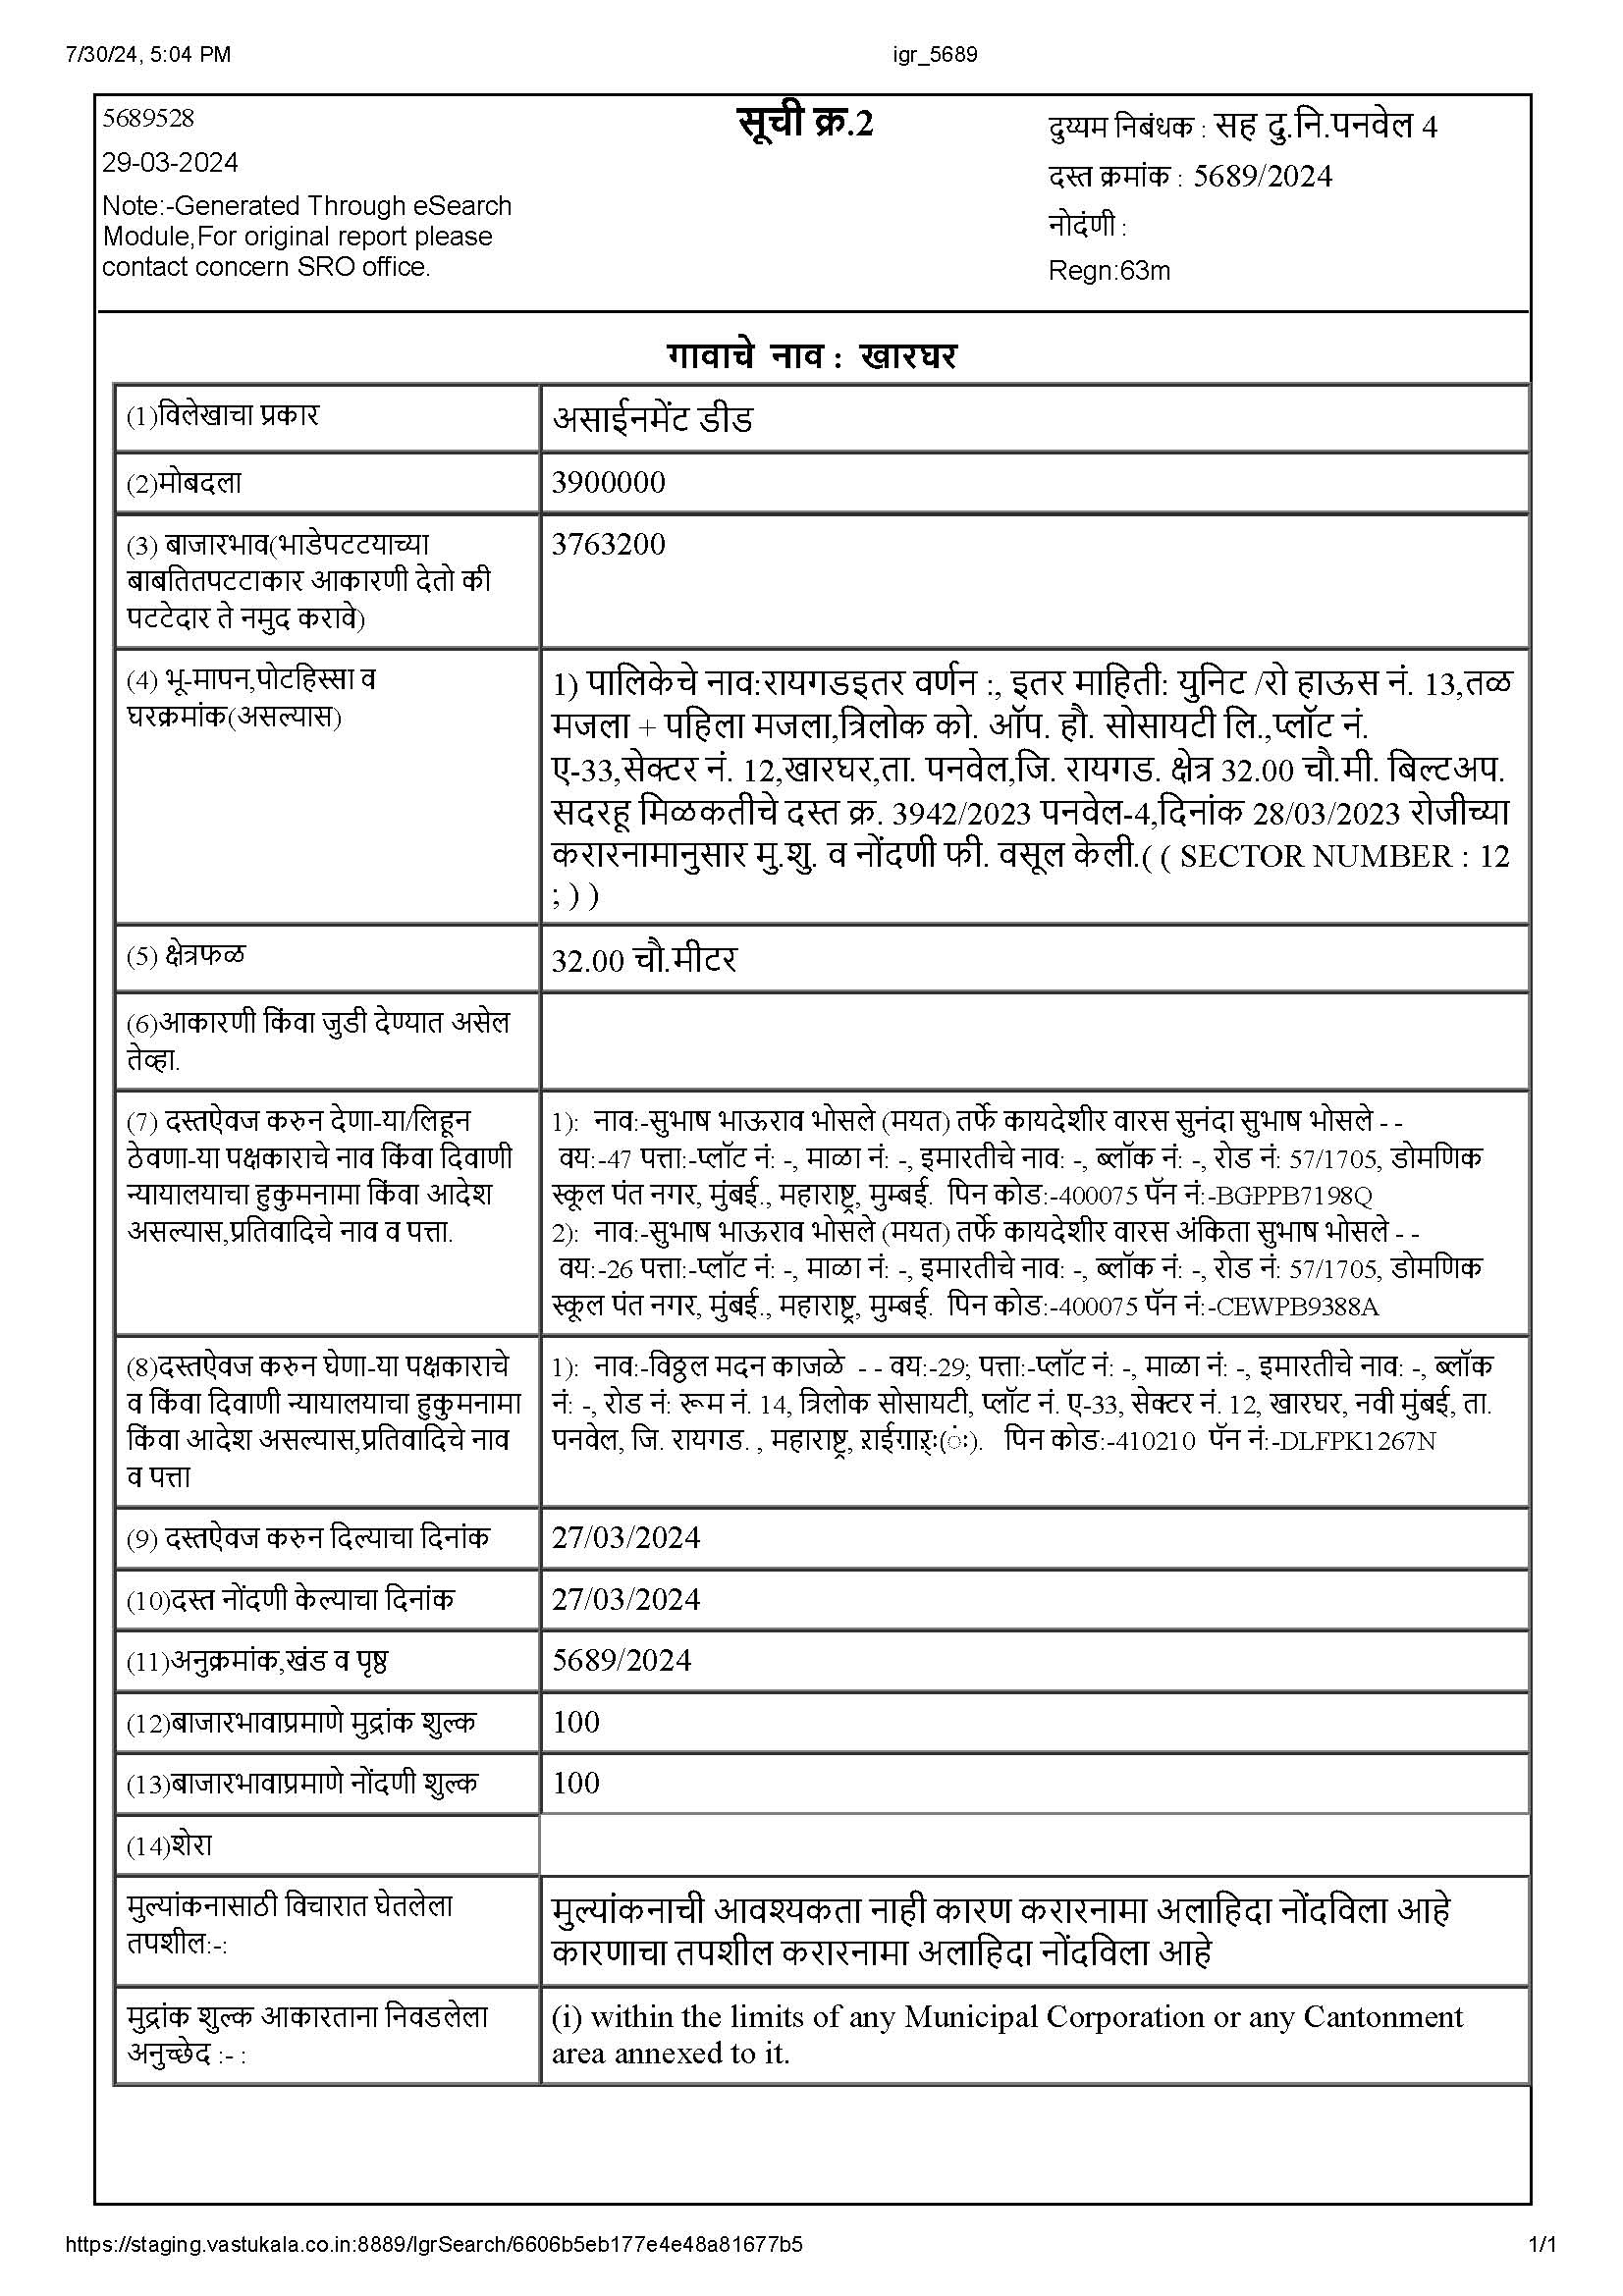 7/30/24, 5:04 PM
igr_5689
5689528
29-03-2024
Note:-Generated Through eSearch
Module,For original report please
contact concern SRO office.
सूची क्र.2
दुय्यम निबंधक : सह दु.नि.पनवेल 4
दस्त क्रमांक : 5689/2024
नोदंणी :
Regn:63m
गावाचे नाव : खारघर
(1)विलेखाचा प्रकार
असाईनमेंट डीड
(2)मोबदला
3900000
(3) बाजारभाव(भाडेपटटयाच्या
बाबतितपटटाकार आकारणी देतो की
पटटेदार ते नमुद करावे)
3763200
(4) भू-मापन,पोटहिस्सा व
घरक्रमांक(असल्यास)
1) पालिकेचे नाव:रायगडइतर वर्णन :, इतर माहिती: युनिट /रो हाऊस नं. 13,तळ
मजला + पहिला मजला,त्रिलोक को. ऑप. हौ. सोसायटी लि.,प्लॉट नं.
ए-33,सेक्टर नं. 12,खारघर,ता. पनवेल,जि. रायगड. क्षेत्र 32.00 चौ.मी. बिल्टअप.
सदरहू मिळकतीचे दस्त क्र. 3942/2023 पनवेल-4,दिनांक 28/03/2023 रोजीच्या
करारनामानुसार मु.शु. व नोंदणी फी. वसूल केली.( ( SECTOR NUMBER : 12
; ) )
(5) क्षेत्रफळ
32.00 चौ.मीटर
(6)आकारणी किंवा जुडी देण्यात असेल
तेव्हा.
(7) दस्तऐवज करुन देणा-या/लिहून
ठेवणा-या पक्षकाराचे नाव किंवा दिवाणी
न्यायालयाचा हुकुमनामा किंवा आदेश
असल्यास,प्रतिवादिचे नाव व पत्ता.
1): नाव:-सुभाष भाऊराव भोसले (मयत) तर्फे कायदेशीर वारस सुनंदा सुभाष भोसले - -
वय:-47 पत्ता:-प्लॉट नं: -, माळा नं: -, इमारतीचे नाव: -, ब्लॉक नं: -, रोड नं: 57/1705, डोमणिक
स्कूल पंत नगर, मुंबई., महाराष्ट्र, मुम्बई. पिन कोड:-400075 पॅन नं:-BGPPB7198Q
2): नाव:-सुभाष भाऊराव भोसले (मयत) तर्फे कायदेशीर वारस अंकिता सुभाष भोसले - -
वय:-26 पत्ता:-प्लॉट नं: -, माळा नं: -, इमारतीचे नाव: -, ब्लॉक नं: -, रोड नं: 57/1705, डोमणिक
स्कूल पंत नगर, मुंबई., महाराष्ट्र, मुम्बई. पिन कोड:-400075 पॅन नं:-CEWPB9388A
(8)दस्तऐवज करुन घेणा-या पक्षकाराचे
व किंवा दिवाणी न्यायालयाचा हुकुमनामा
किंवा आदेश असल्यास,प्रतिवादिचे नाव
व पत्ता
1): नाव:-विठ्ठल मदन काजळे - - वय:-29; पत्ता:-प्लॉट नं: -, माळा नं: -, इमारतीचे नाव: -, ब्लॉक
नं: -, रोड नं: रूम नं. 14, त्रिलोक सोसायटी, प्लॉट नं. ए-33, सेक्टर नं. 12, खारघर, नवी मुंबई, ता.
पनवेल, जि. रायगड. , महाराष्ट्र, पिन कोड:-410210 पॅन नं:-DLFPK1267N
(9) दस्तऐवज करुन दिल्याचा दिनांक
27/03/2024
(10)दस्त नोंदणी केल्याचा दिनांक
27/03/2024
(11)अनुक्रमांक,खंड व पृष्ठ
5689/2024
(12)बाजारभावाप्रमाणे मुद्रांक शुल्क
100
(13)बाजारभावाप्रमाणे नोंदणी शुल्क
100
(14)शेरा
मुल्यांकनासाठी विचारात घेतलेला
तपशील:-:
मुल्यांकनाची आवश्यकता नाही कारण करारनामा अलाहिदा नोंदविला आहे
कारणाचा तपशील करारनामा अलाहिदा नोंदविला आहे
मुद्रांक शुल्क आकारताना निवडलेला
अनुच्छेद :- :
(i) within the limits of any Municipal Corporation or any Cantonment
area annexed to it.
https://staging.vastukala.co.in:8889/IgrSearch/6606b5eb177e4e48a81677b5
1/1